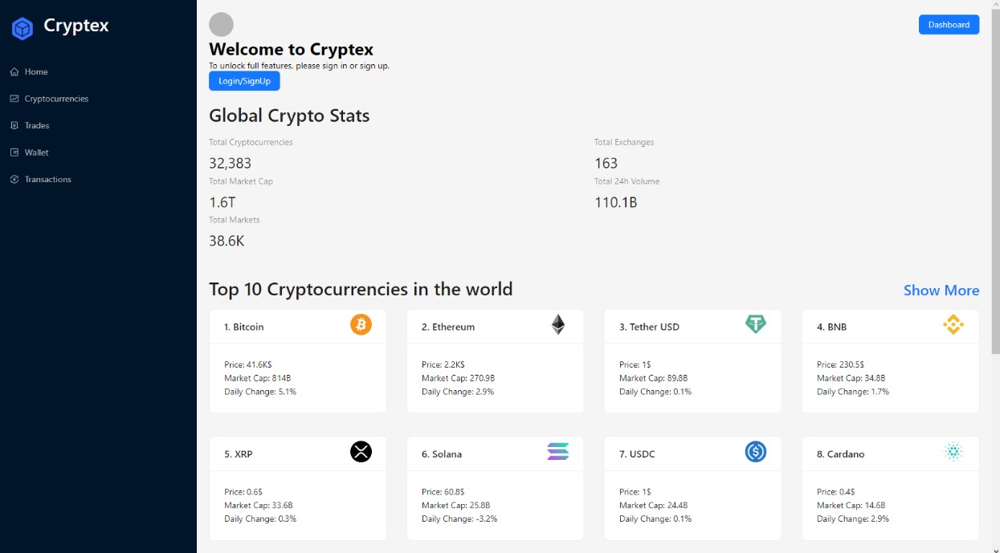 Cryptex
Home
Cryptocurrencies
Trades
Wallet
Transactions
Dashboard
Welcome to Cryptex
To unlock full features, please sign in or sign up.
Login/SignUp
Global Crypto Stats
Total Cryptocurrencies
32,383
Total Exchanges
163
Total Market Cap
1.6T
Total 24h Volume
110.1B
Total Markets
38.6K
Top 10 Cryptocurrencies in the world
Show More
1. Bitcoin
Price: 41.6K$
Market Cap: 814B
Daily Change: 5.1%
2. Ethereum
Price: 2.2K$
Market Cap: 270.9B
Daily Change: 2.9%
3. Tether USD
Price: 1$
Market Cap: 89.8B
Daily Change: 0.1%
4. BNB
Price: 230.5$
Market Cap: 34.8B
Daily Change: 1.7%
5. XRP
Price: 0.6$
Market Cap: 33.6B
Daily Change: 0.3%
6. Solana
Price: 60.8$
Market Cap: 25.8B
Daily Change: -3.2%
7. USDC
Price: 1$
Market Cap: 24.4B
Daily Change: 0.1%
8. Cardano
Price: 0.4$
Market Cap: 14.6B
Daily Change: 2.9%